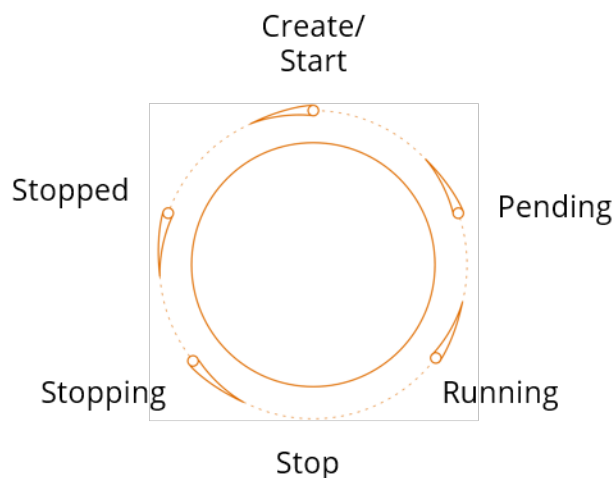 Create/
Start
Stopped
Pending
Stopping
Running
Stop